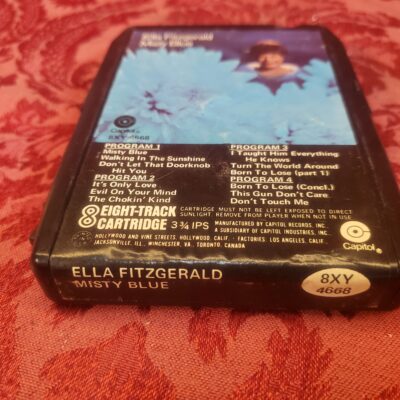 Ella Fitzgerald
Misty Blue
Capitol®
8XY-4668
PROGRAM 1
Misty Blue
Walking In The Sunshine
Don't Let That Doorknob
Hit You
PROGRAM 2
It's Only Love
Evil On Your Mind
The Chokin' Kind
PROGRAM 3
I Taught Him Everything
He Knows
Turn The World Around
Born To Lose (part 1)
PROGRAM 4
Born To Lose (Concl.)
This Gun Don't Care
Don't Touch Me
8 EIGHT-TRACK
CARTRIDGE 3 ¾ IPS
CARTRIDGE MUST NOT BE LEFT EXPOSED TO DIRECT
SUNLIGHT. REMOVE FROM PLAYER WHEN NOT IN USE
MANUFACTURED BY CAPITOL RECORDS, INC.
A SUBSIDIARY OF CAPITOL INDUSTRIES, INC.
HOLLYWOOD AND VINE STREETS, HOLLYWOOD, CALIF. · FACTORIES: LOS ANGELES, CALIF.
JACKSONVILLE, ILL., WINCHESTER, VA. TORONTO, CANADA
Capitol®
ELLA FITZGERALD
MISTY BLUE
8XY
4668